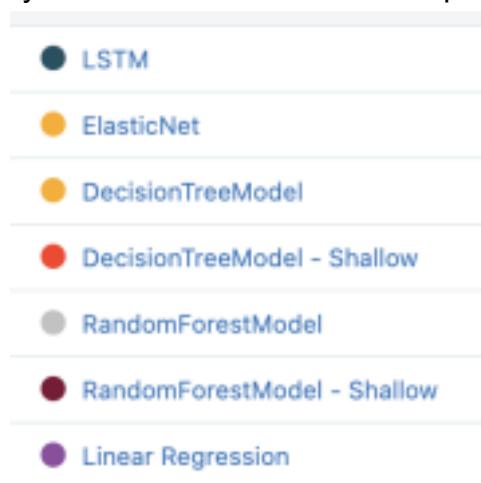 LSTM
ElasticNet
DecisionTreeModel
DecisionTreeModel - Shallow
RandomForestModel
RandomForestModel - Shallow
Linear Regression